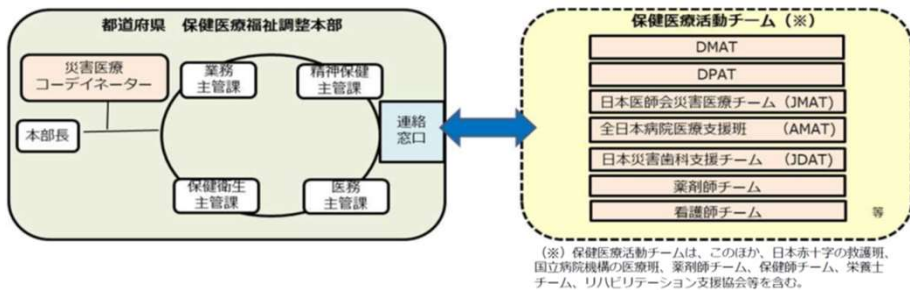 都道府県 保健医療福祉調整本部
災害医療
コーデイネーター
本部長
業務
主管課
精神保健
主管課
保健衛生
主管課
医務
主管課
連絡
窓口
保健医療活動チーム（※）
DMAT
DPAT
日本医師会災害医療チーム（JMAT）
全日本病院医療支援班 （AMAT）
日本災害歯科支援チーム （JDAT）
薬剤師チーム
看護師チーム
等
（※）保健医療活動チームは、このほか、日本赤十字の救護班、
国立病院機構の医療班、薬剤師チーム、保健師チーム、栄養士
チーム、リハビリテーション支援協会等を含む。